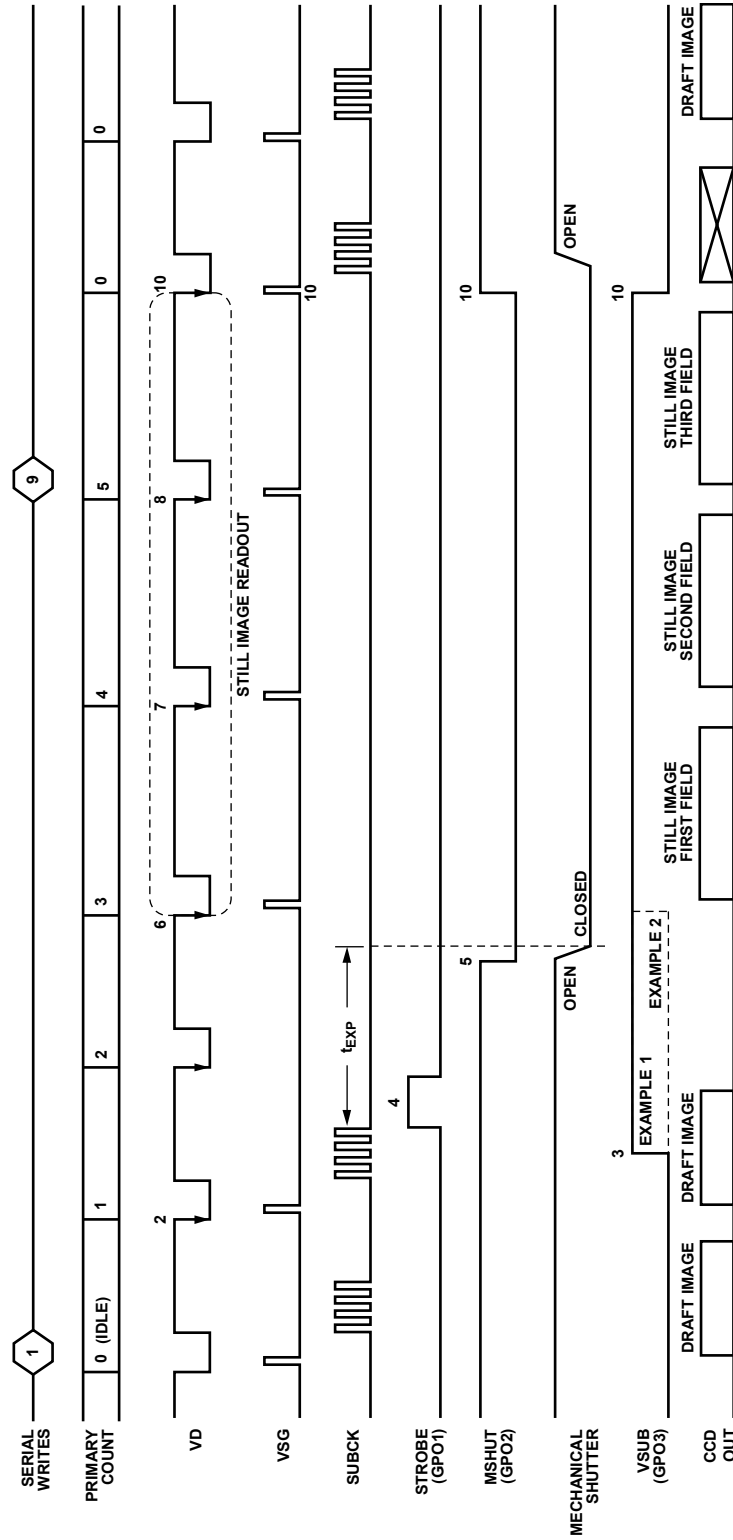 SERIAL
WRITES
1
9
PRIMARY
COUNT
0 (IDLE)
1
2
3
4
5
0
0
VD
2
6
7
8
10
STILL IMAGE READOUT
VSG
10
SUBCK
tEXP
STROBE
(GPO1)
4
MSHUT
(GPO2)
5
10
MECHANICAL
SHUTTER
OPEN
CLOSED
OPEN
VSUB
(GPO3)
3
EXAMPLE 1
EXAMPLE 2
10
CCD
OUT
DRAFT IMAGE
DRAFT IMAGE
STILL IMAGE
FIRST FIELD
STILL IMAGE
SECOND FIELD
STILL IMAGE
THIRD FIELD
DRAFT IMAGE